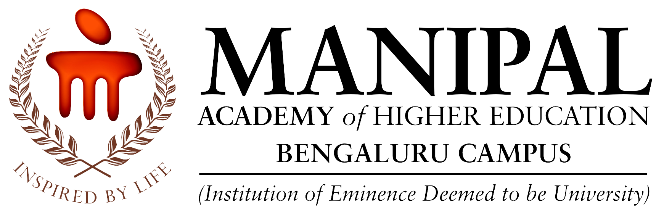 MANIPAL
ACADEMY of HIGHER EDUCATION
BENGALURU CAMPUS
(Institution of Eminence Deemed to be University)
INSPIRED BY LIFE